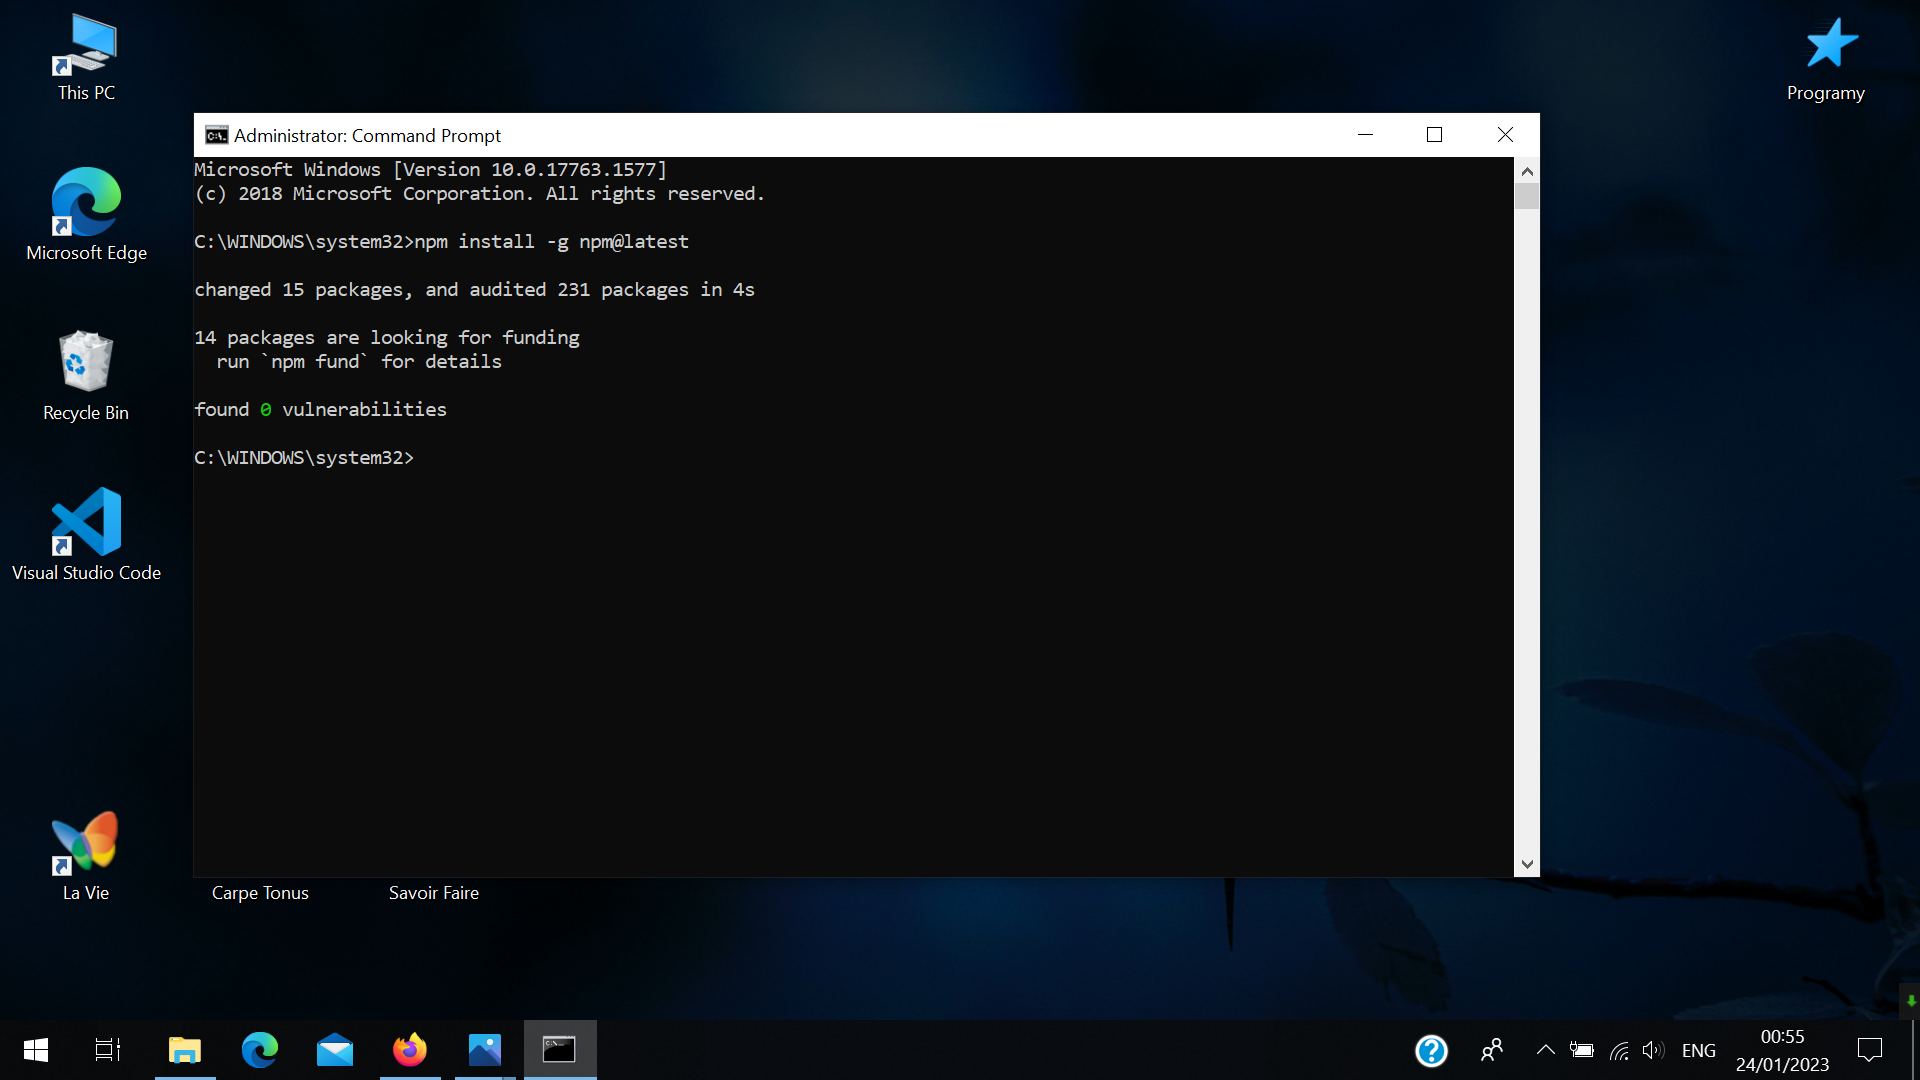 This PC
Programy
Administrator: Command Prompt
Microsoft Windows [Version 10.0.17763.1577]
(c) 2018 Microsoft Corporation. All rights reserved.
C:\WINDOWS\system32>npm install -g npm@latest
changed 15 packages, and audited 231 packages in 4s
14 packages are looking for funding
run `npm fund` for details
found 0 vulnerabilities
C:\WINDOWS\system32>
Microsoft Edge
Recycle Bin
Visual Studio Code
La Vie
Carpe Tonus
Savoir Faire
ENG
00:55
24/01/2023